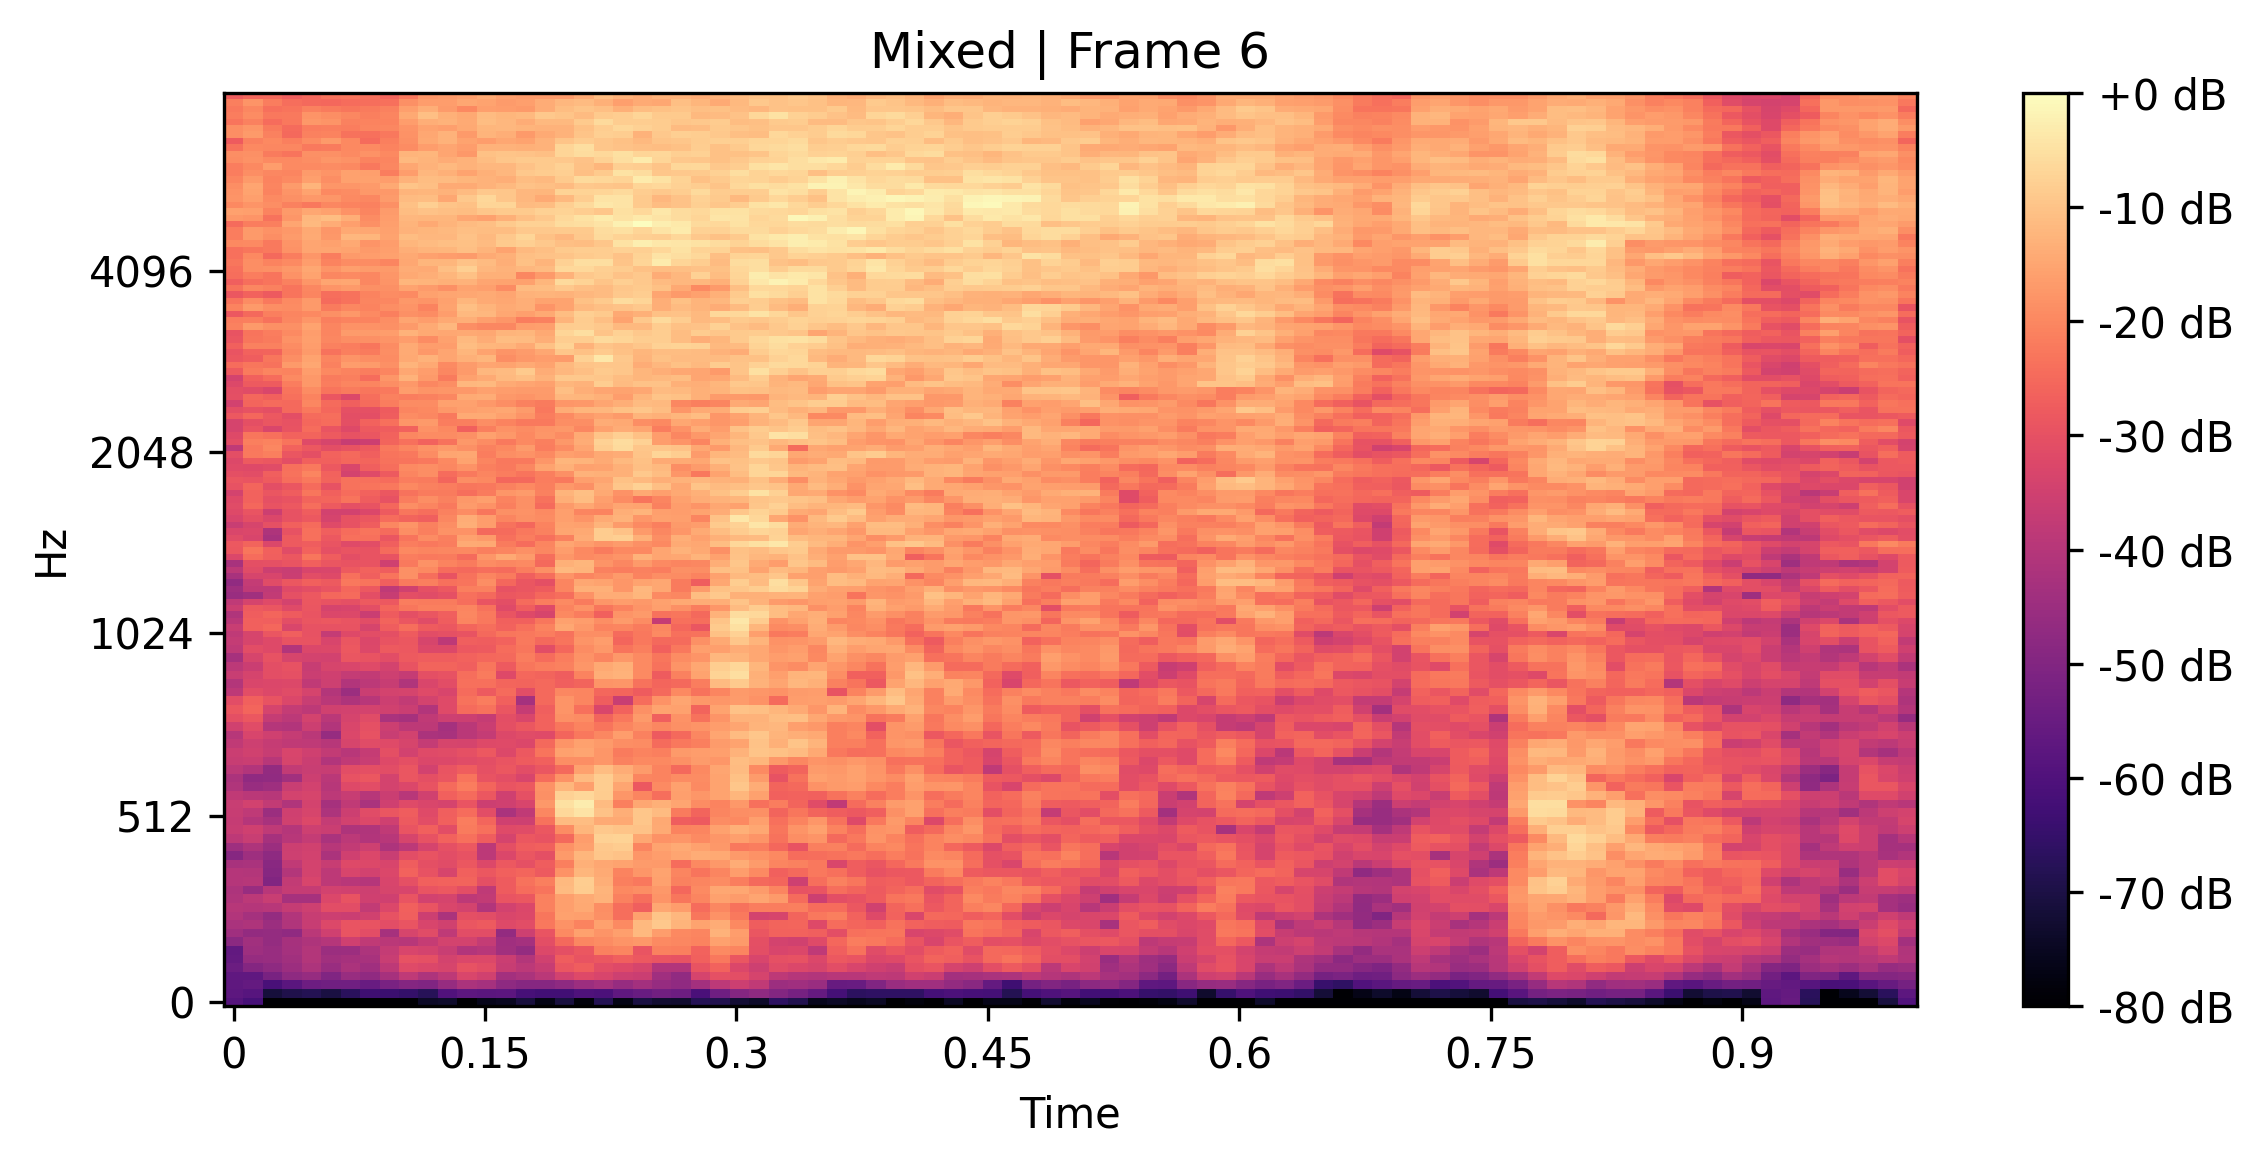 Mixed | Frame 6
Hz
4096
2048
1024
512
0
0 0.15 0.3 0.45 0.6 0.75 0.9
Time
+0 dB
-10 dB
-20 dB
-30 dB
-40 dB
-50 dB
-60 dB
-70 dB
-80 dB